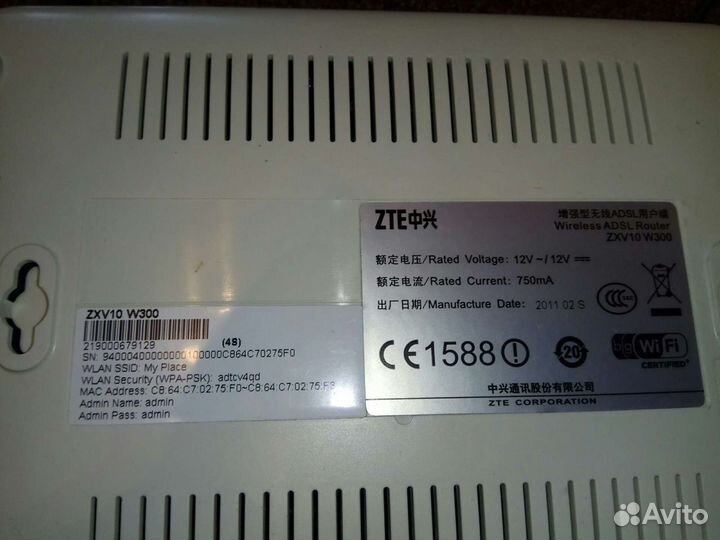 ZTE中兴
增强型无线ADSL用户端
Wireless ADSL Router
ZXV10 W300
额定电压/Rated Voltage: 12V ~/12V
额定电流/Rated Current: 750mA
出厂日期/Manufacture Date: 2011 02 S
CCC S&E
CE1588
20
bg Wi Fi
CERTIFIED
中兴通讯股份有限公司
ZTE CORPORATION
ZXV10 W300
219000679129 (4S)
SN: 94000400000000100000C864C70275F0
WLAN SSID: My Place
WLAN Security (WPA-PSK): adtcv4qd
MAC Address: C8:64:C7:02:75:F0~C8:64:C7:02:75:F3
Admin Name: admin
Admin Pass: admin
Avito